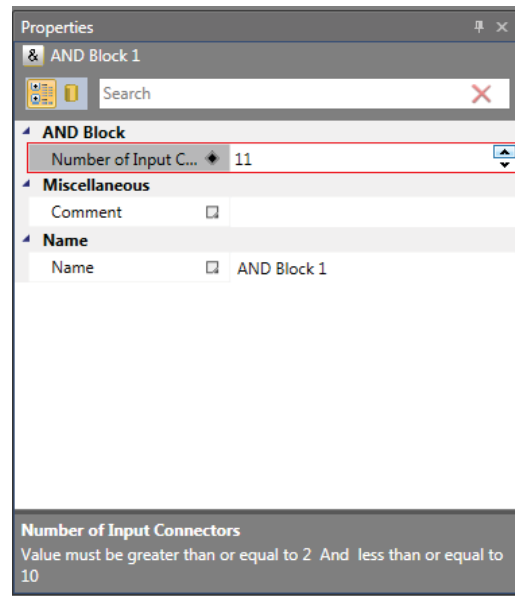 Properties
& AND Block 1
Search
AND Block
Number of Input C... 11
Miscellaneous
Comment
Name
Name AND Block 1
Number of Input Connectors
Value must be greater than or equal to 2 And less than or equal to
10